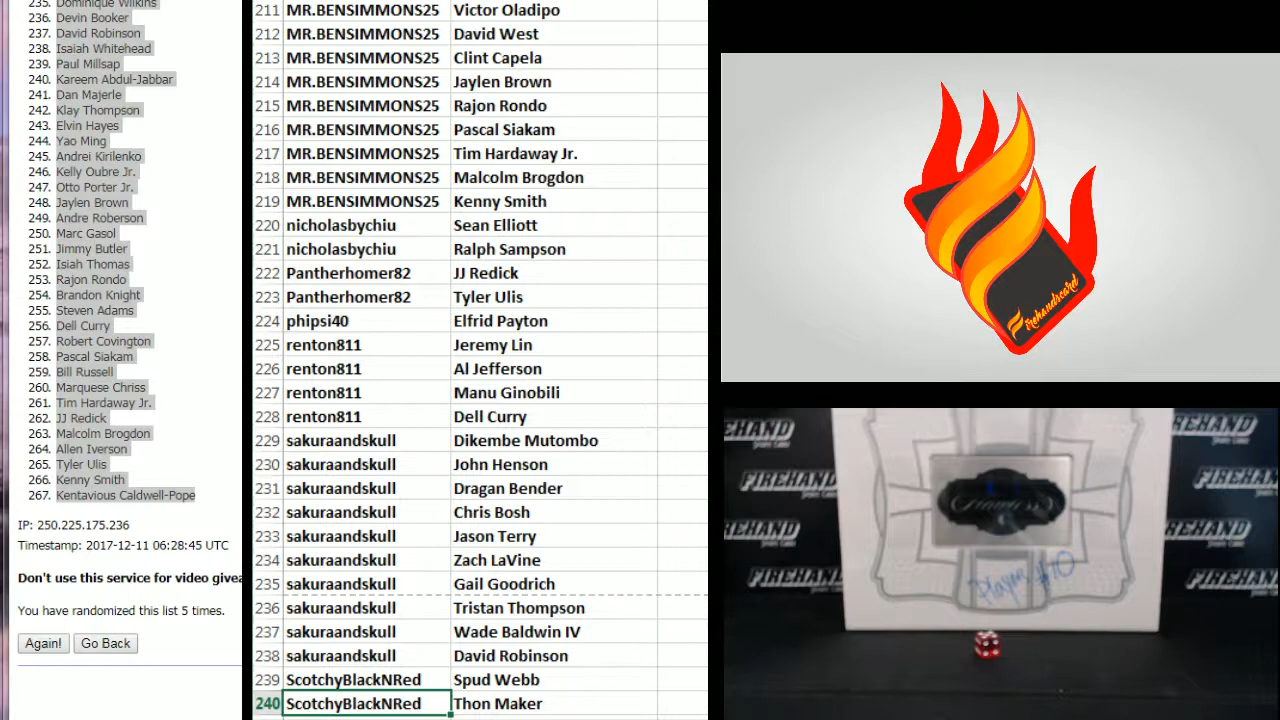 235. Dominique Wilkins
236. Devin Booker
237. David Robinson
238. Isaiah Whitehead
239. Paul Millsap
240. Kareem Abdul-Jabbar
241. Dan Majerle
242. Klay Thompson
243. Elvin Hayes
244. Yao Ming
245. Andrei Kirilenko
246. Kelly Oubre Jr.
247. Otto Porter Jr.
248. Jaylen Brown
249. Andre Roberson
250. Marc Gasol
251. Jimmy Butler
252. Isiah Thomas
253. Rajon Rondo
254. Brandon Knight
255. Steven Adams
256. Dell Curry
257. Robert Covington
258. Pascal Siakam
259. Bill Russell
260. Marquese Chriss
261. Tim Hardaway Jr.
262. JJ Redick
263. Malcolm Brogdon
264. Allen Iverson
265. Tyler Ulis
266. Kenny Smith
267. Kentavious Caldwell-Pope
IP: 250.225.175.236
Timestamp: 2017-12-11 06:28:45 UTC
Don't use this service for video givea
You have randomized this list 5 times.
Again! Go Back
211 MR.BENSIMMONS25 Victor Oladipo
212 MR.BENSIMMONS25 David West
213 MR.BENSIMMONS25 Clint Capela
214 MR.BENSIMMONS25 Jaylen Brown
215 MR.BENSIMMONS25 Rajon Rondo
216 MR.BENSIMMONS25 Pascal Siakam
217 MR.BENSIMMONS25 Tim Hardaway Jr.
218 MR.BENSIMMONS25 Malcolm Brogdon
219 MR.BENSIMMONS25 Kenny Smith
220 nicholasbychiu Sean Elliott
221 nicholasbychiu Ralph Sampson
222 Pantherhomer82 JJ Redick
223 Pantherhomer82 Tyler Ulis
224 phipsi40 Elfrid Payton
225 renton811 Jeremy Lin
226 renton811 Al Jefferson
227 renton811 Manu Ginobili
228 renton811 Dell Curry
229 sakuraandskull Dikembe Mutombo
230 sakuraandskull John Henson
231 sakuraandskull Dragan Bender
232 sakuraandskull Chris Bosh
233 sakuraandskull Jason Terry
234 sakuraandskull Zach LaVine
235 sakuraandskull Gail Goodrich
236 sakuraandskull Tristan Thompson
237 sakuraandskull Wade Baldwin IV
238 sakuraandskull David Robinson
239 ScotchyBlackNRed Spud Webb
240 ScotchyBlackNRed Thon Maker
Firehandscard
FIREHAND
FIREHAND
FIREHAND
FIREHAND
FIREHAND
FIREHAND
Flawless
Player #70